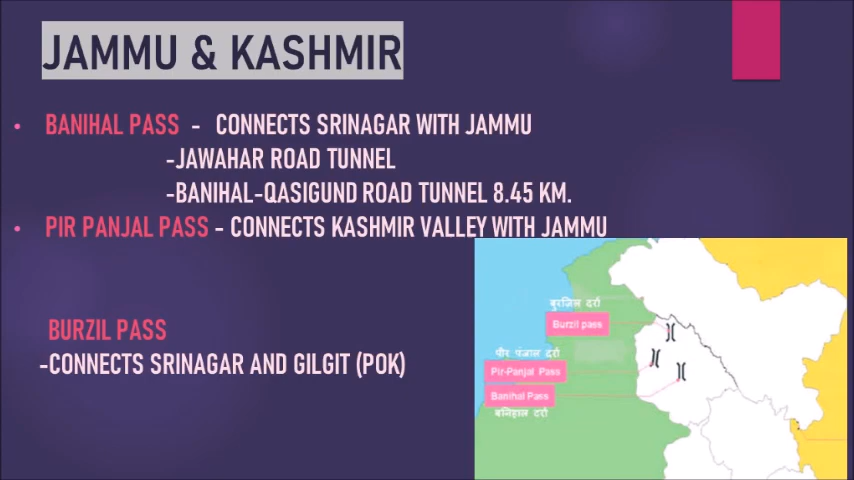 JAMMU & KASHMIR
• BANIHAL PASS - CONNECTS SRINAGAR WITH JAMMU
-JAWAHAR ROAD TUNNEL
-BANIHAL-QASIGUND ROAD TUNNEL 8.45 KM.
• PIR PANJAL PASS - CONNECTS KASHMIR VALLEY WITH JAMMU
BURZIL PASS
-CONNECTS SRINAGAR AND GILGIT (POK)
बुरजिल दर्रा
Burzil pass
पीर पंजाल दर्रा
Pir-Panjal Pass
Banihal Pass
बनिहाल दर्रा